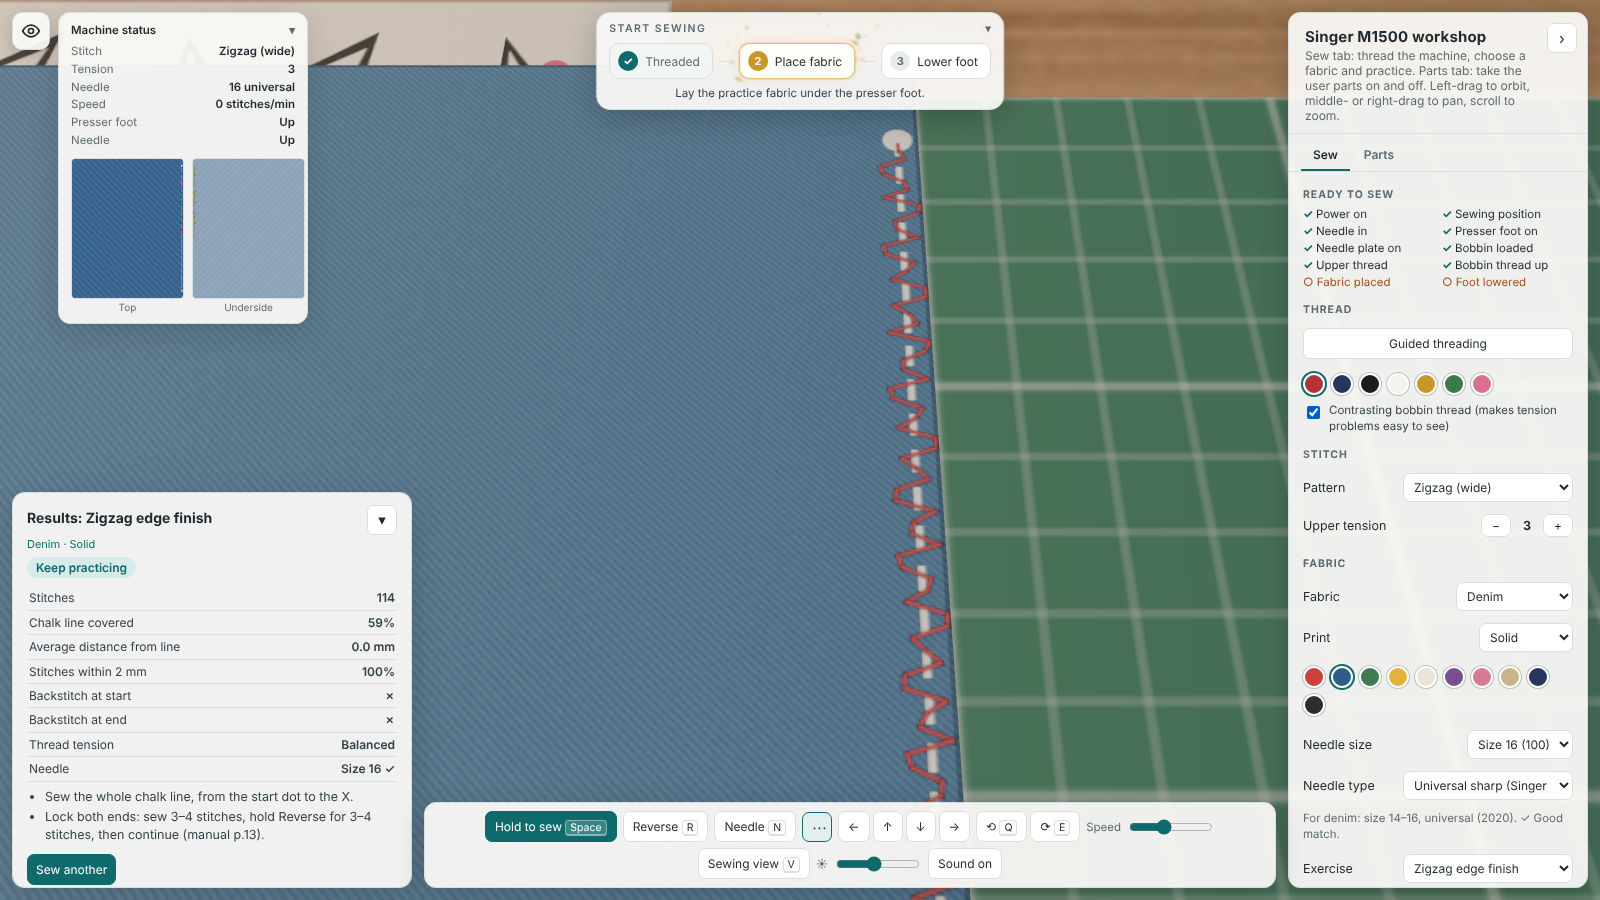 Machine status ▼
Stitch Zigzag (wide)
Tension 3
Needle 16 universal
Speed 0 stitches/min
Presser foot Up
Needle Up
Top Underside
START SEWING ▼
✓ Threaded 2 Place fabric 3 Lower foot
Lay the practice fabric under the presser foot.
Results: Zigzag edge finish ▼
Denim · Solid
Keep practicing
Stitches 114
Chalk line covered 59%
Average distance from line 0.0 mm
Stitches within 2 mm 100%
Backstitch at start ×
Backstitch at end ×
Thread tension Balanced
Needle Size 16 ✓
• Sew the whole chalk line, from the start dot to the X.
• Lock both ends: sew 3–4 stitches, hold Reverse for 3–4
stitches, then continue (manual p.13).
Sew another
Hold to sew Space Reverse R Needle N ⋯ ← ↑ ↓ → ⟲ Q ⟳ E Speed
Sewing view V ☀ Sound on
Singer M1500 workshop ›
Sew tab: thread the machine, choose a
fabric and practice. Parts tab: take the
user parts on and off. Left-drag to orbit,
middle- or right-drag to pan, scroll to
zoom.
Sew Parts
READY TO SEW
✓ Power on ✓ Sewing position
✓ Needle in ✓ Presser foot on
✓ Needle plate on ✓ Bobbin loaded
✓ Upper thread ✓ Bobbin thread up
○ Fabric placed ○ Foot lowered
THREAD
Guided threading
Contrasting bobbin thread (makes tension
problems easy to see)
STITCH
Pattern Zigzag (wide)
Upper tension − 3 +
FABRIC
Fabric Denim
Print Solid
Needle size Size 16 (100)
Needle type Universal sharp (Singer
For denim: size 14–16, universal (2020). ✓ Good
match.
Exercise Zigzag edge finish